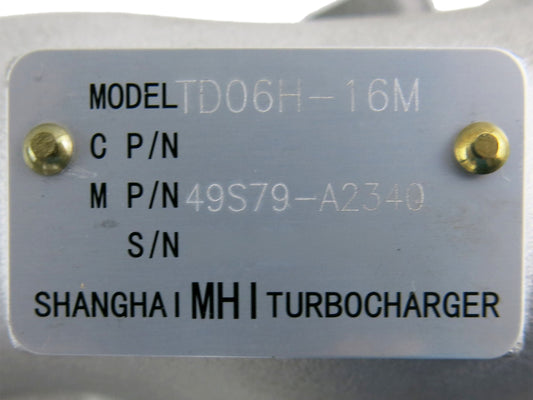 MODEL TD06H-16M
C P/N
M P/N 49S79-A2340
S/N
SHANGHAI MHI TURBOCHARGER